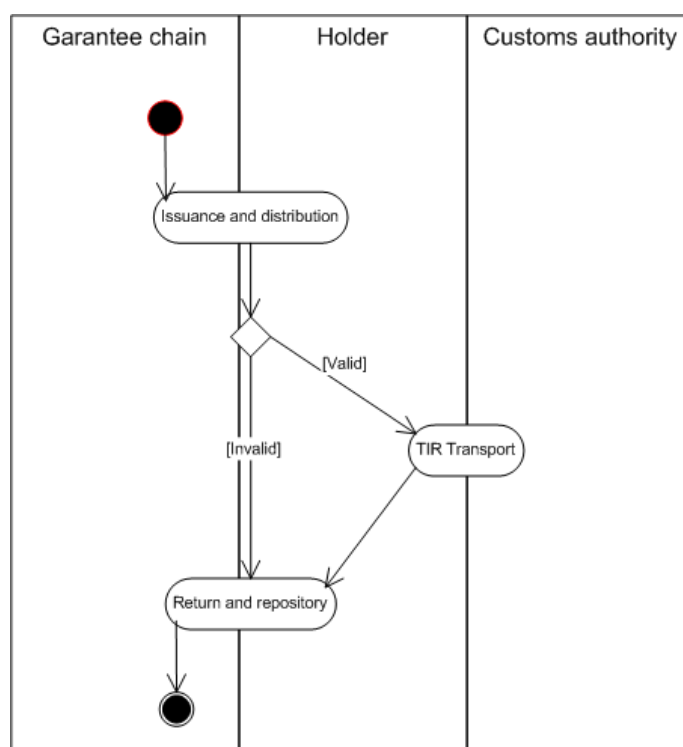 Garantee chain
Holder
Customs authority
Issuance and distribution
[Valid]
[Invalid]
TIR Transport
Return and repository